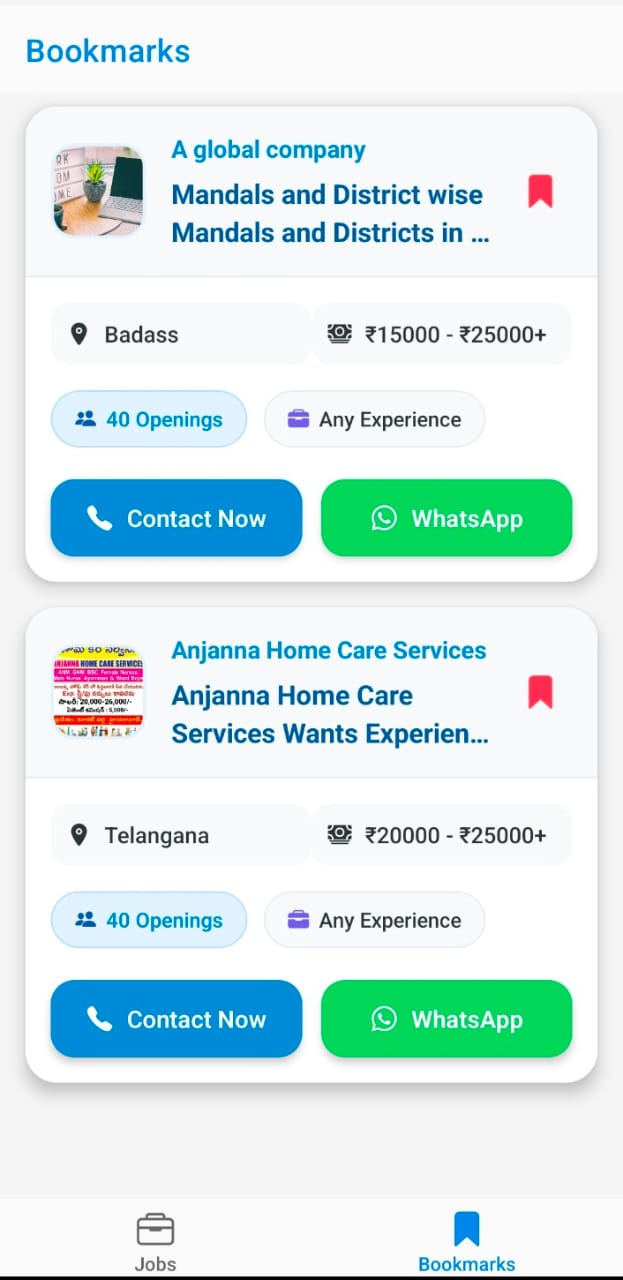 Bookmarks
A global company
Mandals and District wise
Mandals and Districts in ...
Badass
₹15000 - ₹25000+
40 Openings
Any Experience
Contact Now
WhatsApp
Anjanna Home Care Services
ANJANNA HOME CARE SERVICES
Anjanna Home Care
Services Wants Experien...
Telangana
₹20000 - ₹25000+
40 Openings
Any Experience
Contact Now
WhatsApp
Jobs
Bookmarks